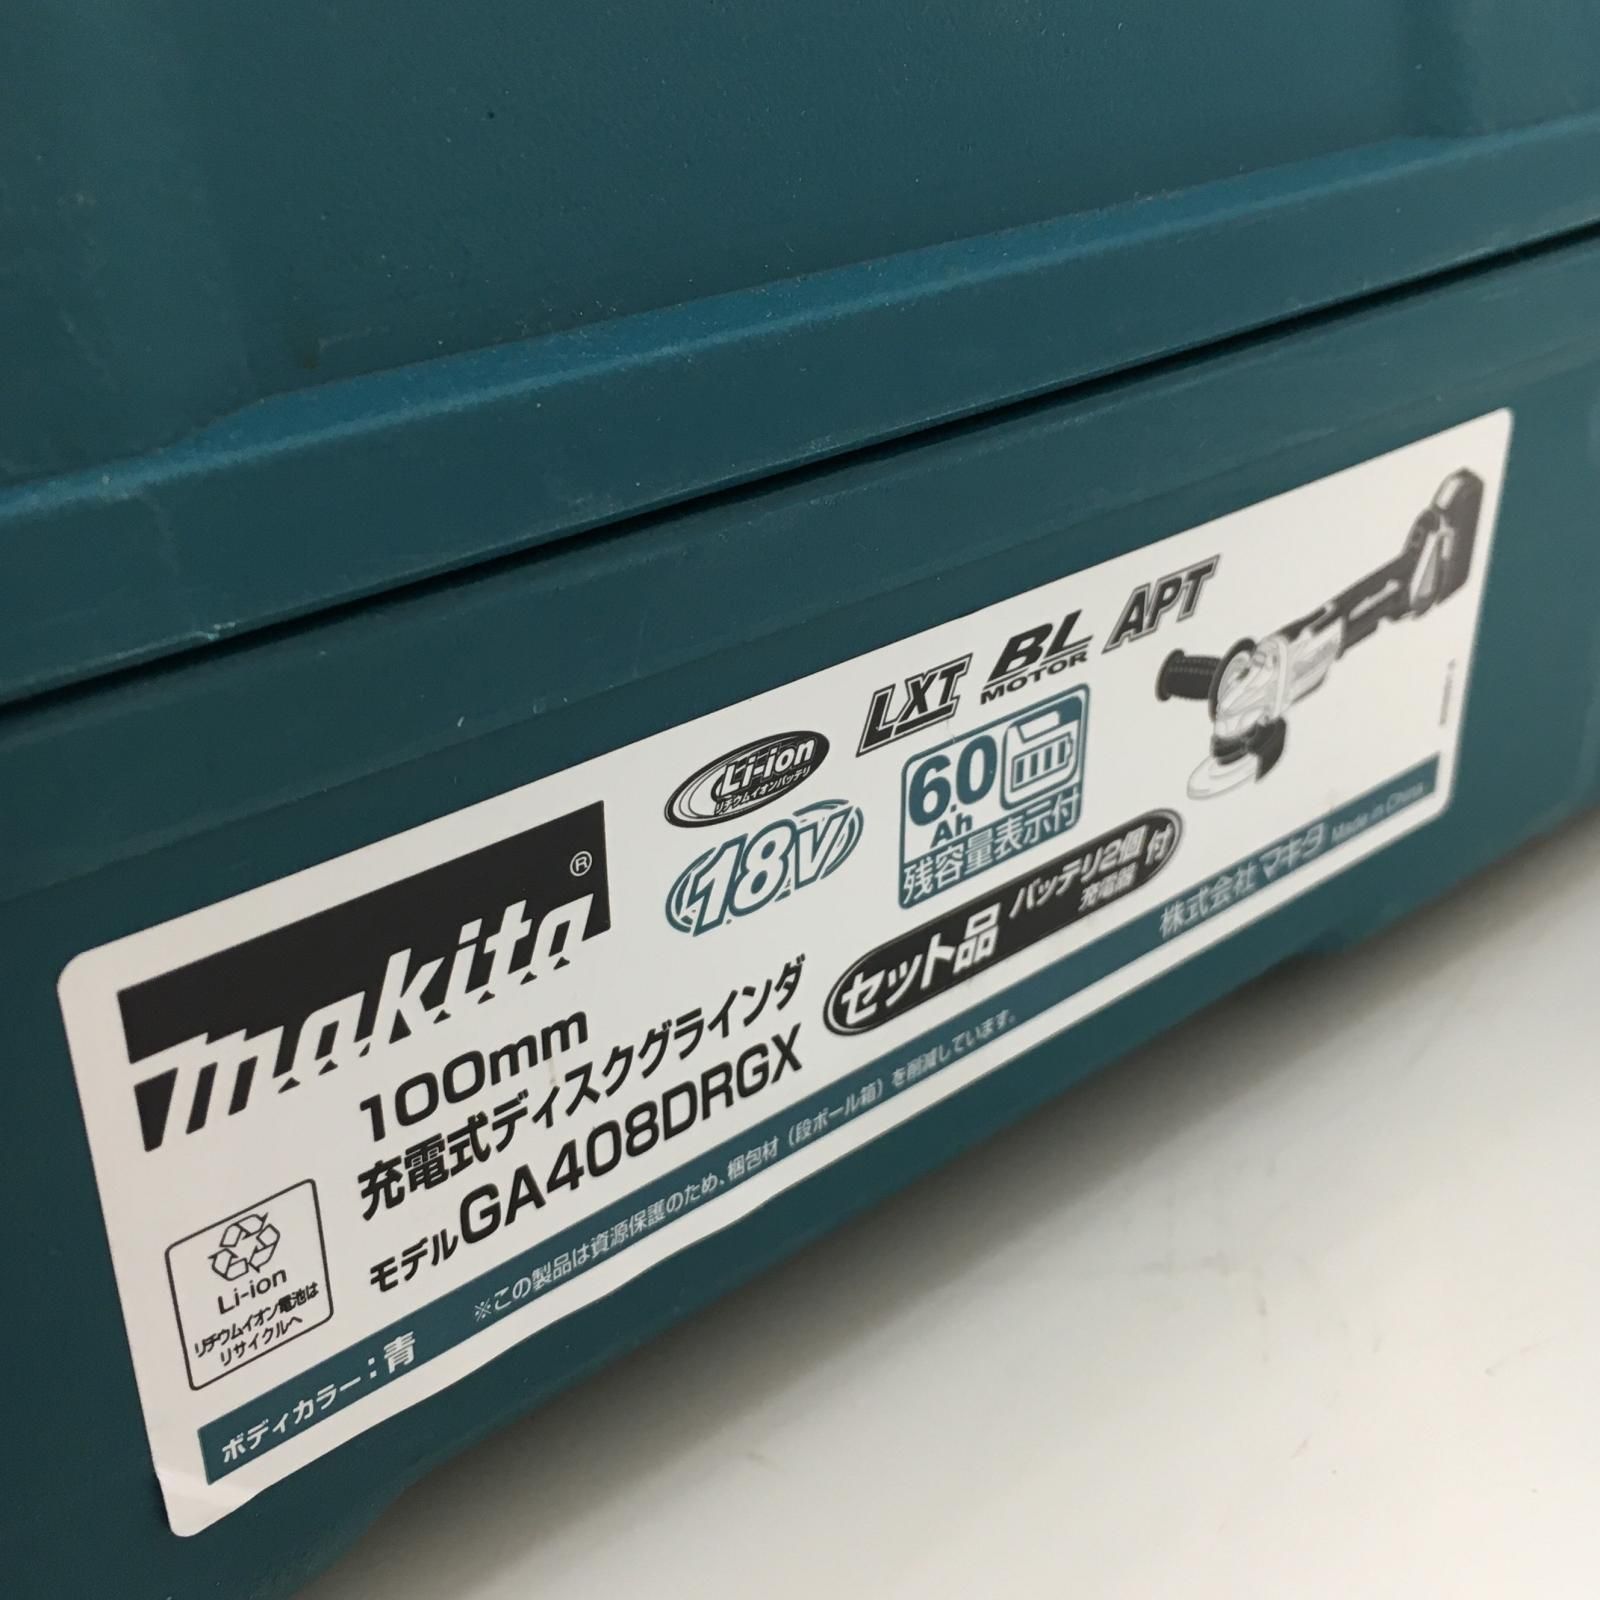 makita®
100mm
充電式ディスクグラインダ
モデルGA408DRGX
Li-ion
リチウムイオンバッテリ
18V
LXT
BL
MOTOR
APT
6.0
Ah
残容量表示付
セット品 バッテリ2個
充電器 付
株式会社マキタ Made in China
Li-ion
リチウムイオン電池は
リサイクルへ
ボディカラー：青
※この製品は資源保護のため、梱包材（段ボール箱）を削減しています。